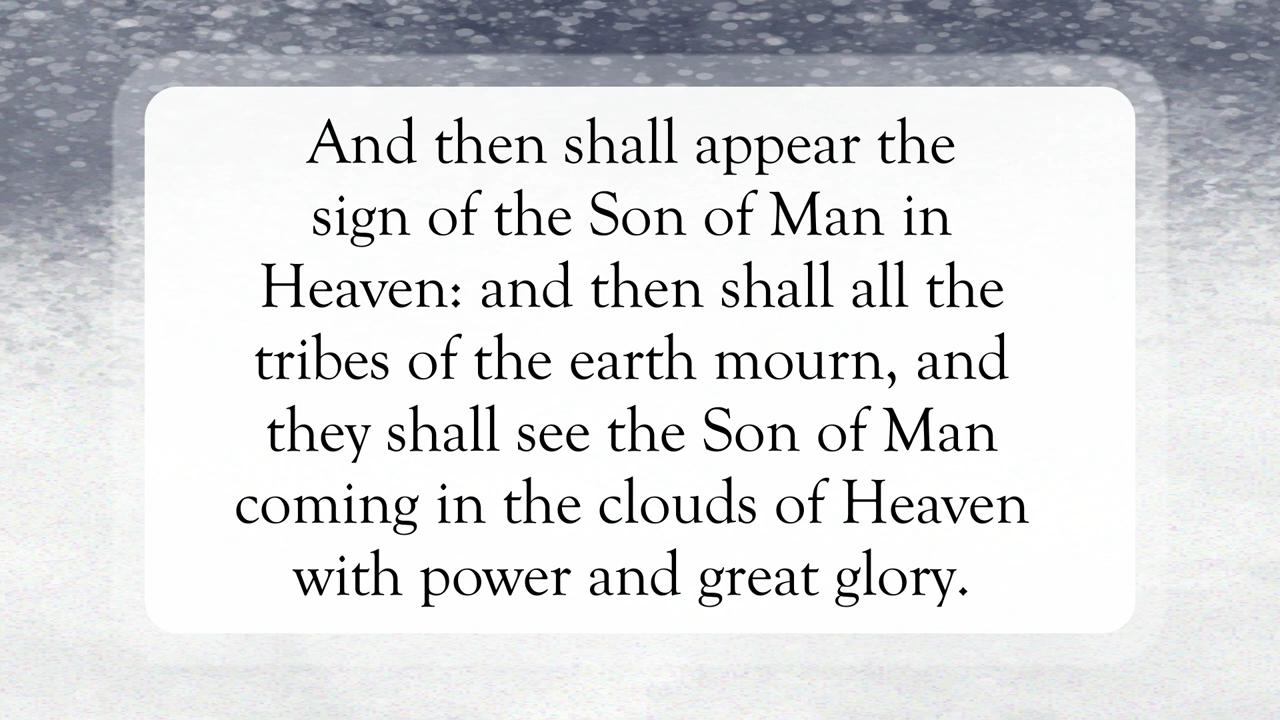 And then shall appear the
sign of the Son of Man in
Heaven: and then shall all the
tribes of the earth mourn, and
they shall see the Son of Man
coming in the clouds of Heaven
with power and great glory.